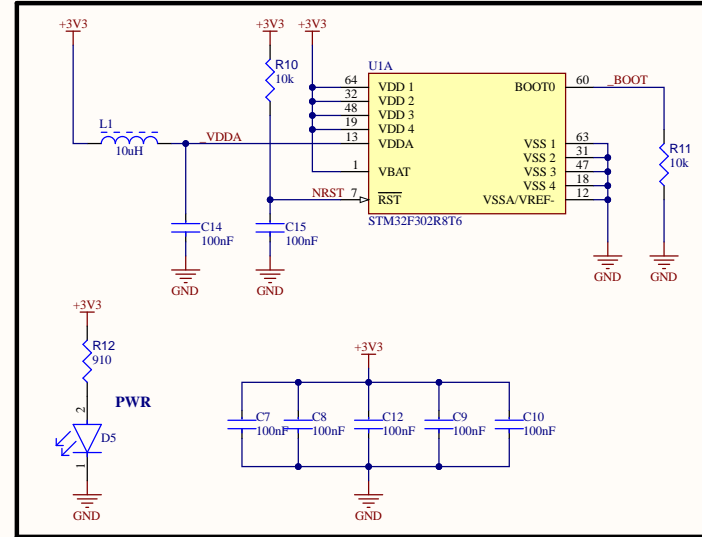 +3V3 +3V3 +3V3
R10
10k
U1A
64 VDD 1 BOOT0 60 _BOOT
32 VDD 2
48 VDD 3
19 VDD 4
13 VDDA VSS 1 63
VSS 2 31
1 VBAT VSS 3 47
VSS 4 18
NRST 7 RST VSSA/VREF- 12
STM32F302R8T6
L1
10uH
_VDDA
R11
10k
C14
100nF
C15
100nF
GND GND GND GND
+3V3
R12
910
2
PWR
D5
1
GND
+3V3
C7 C8 C12 C9 C10
100nF 100nF 100nF 100nF 100nF
GND